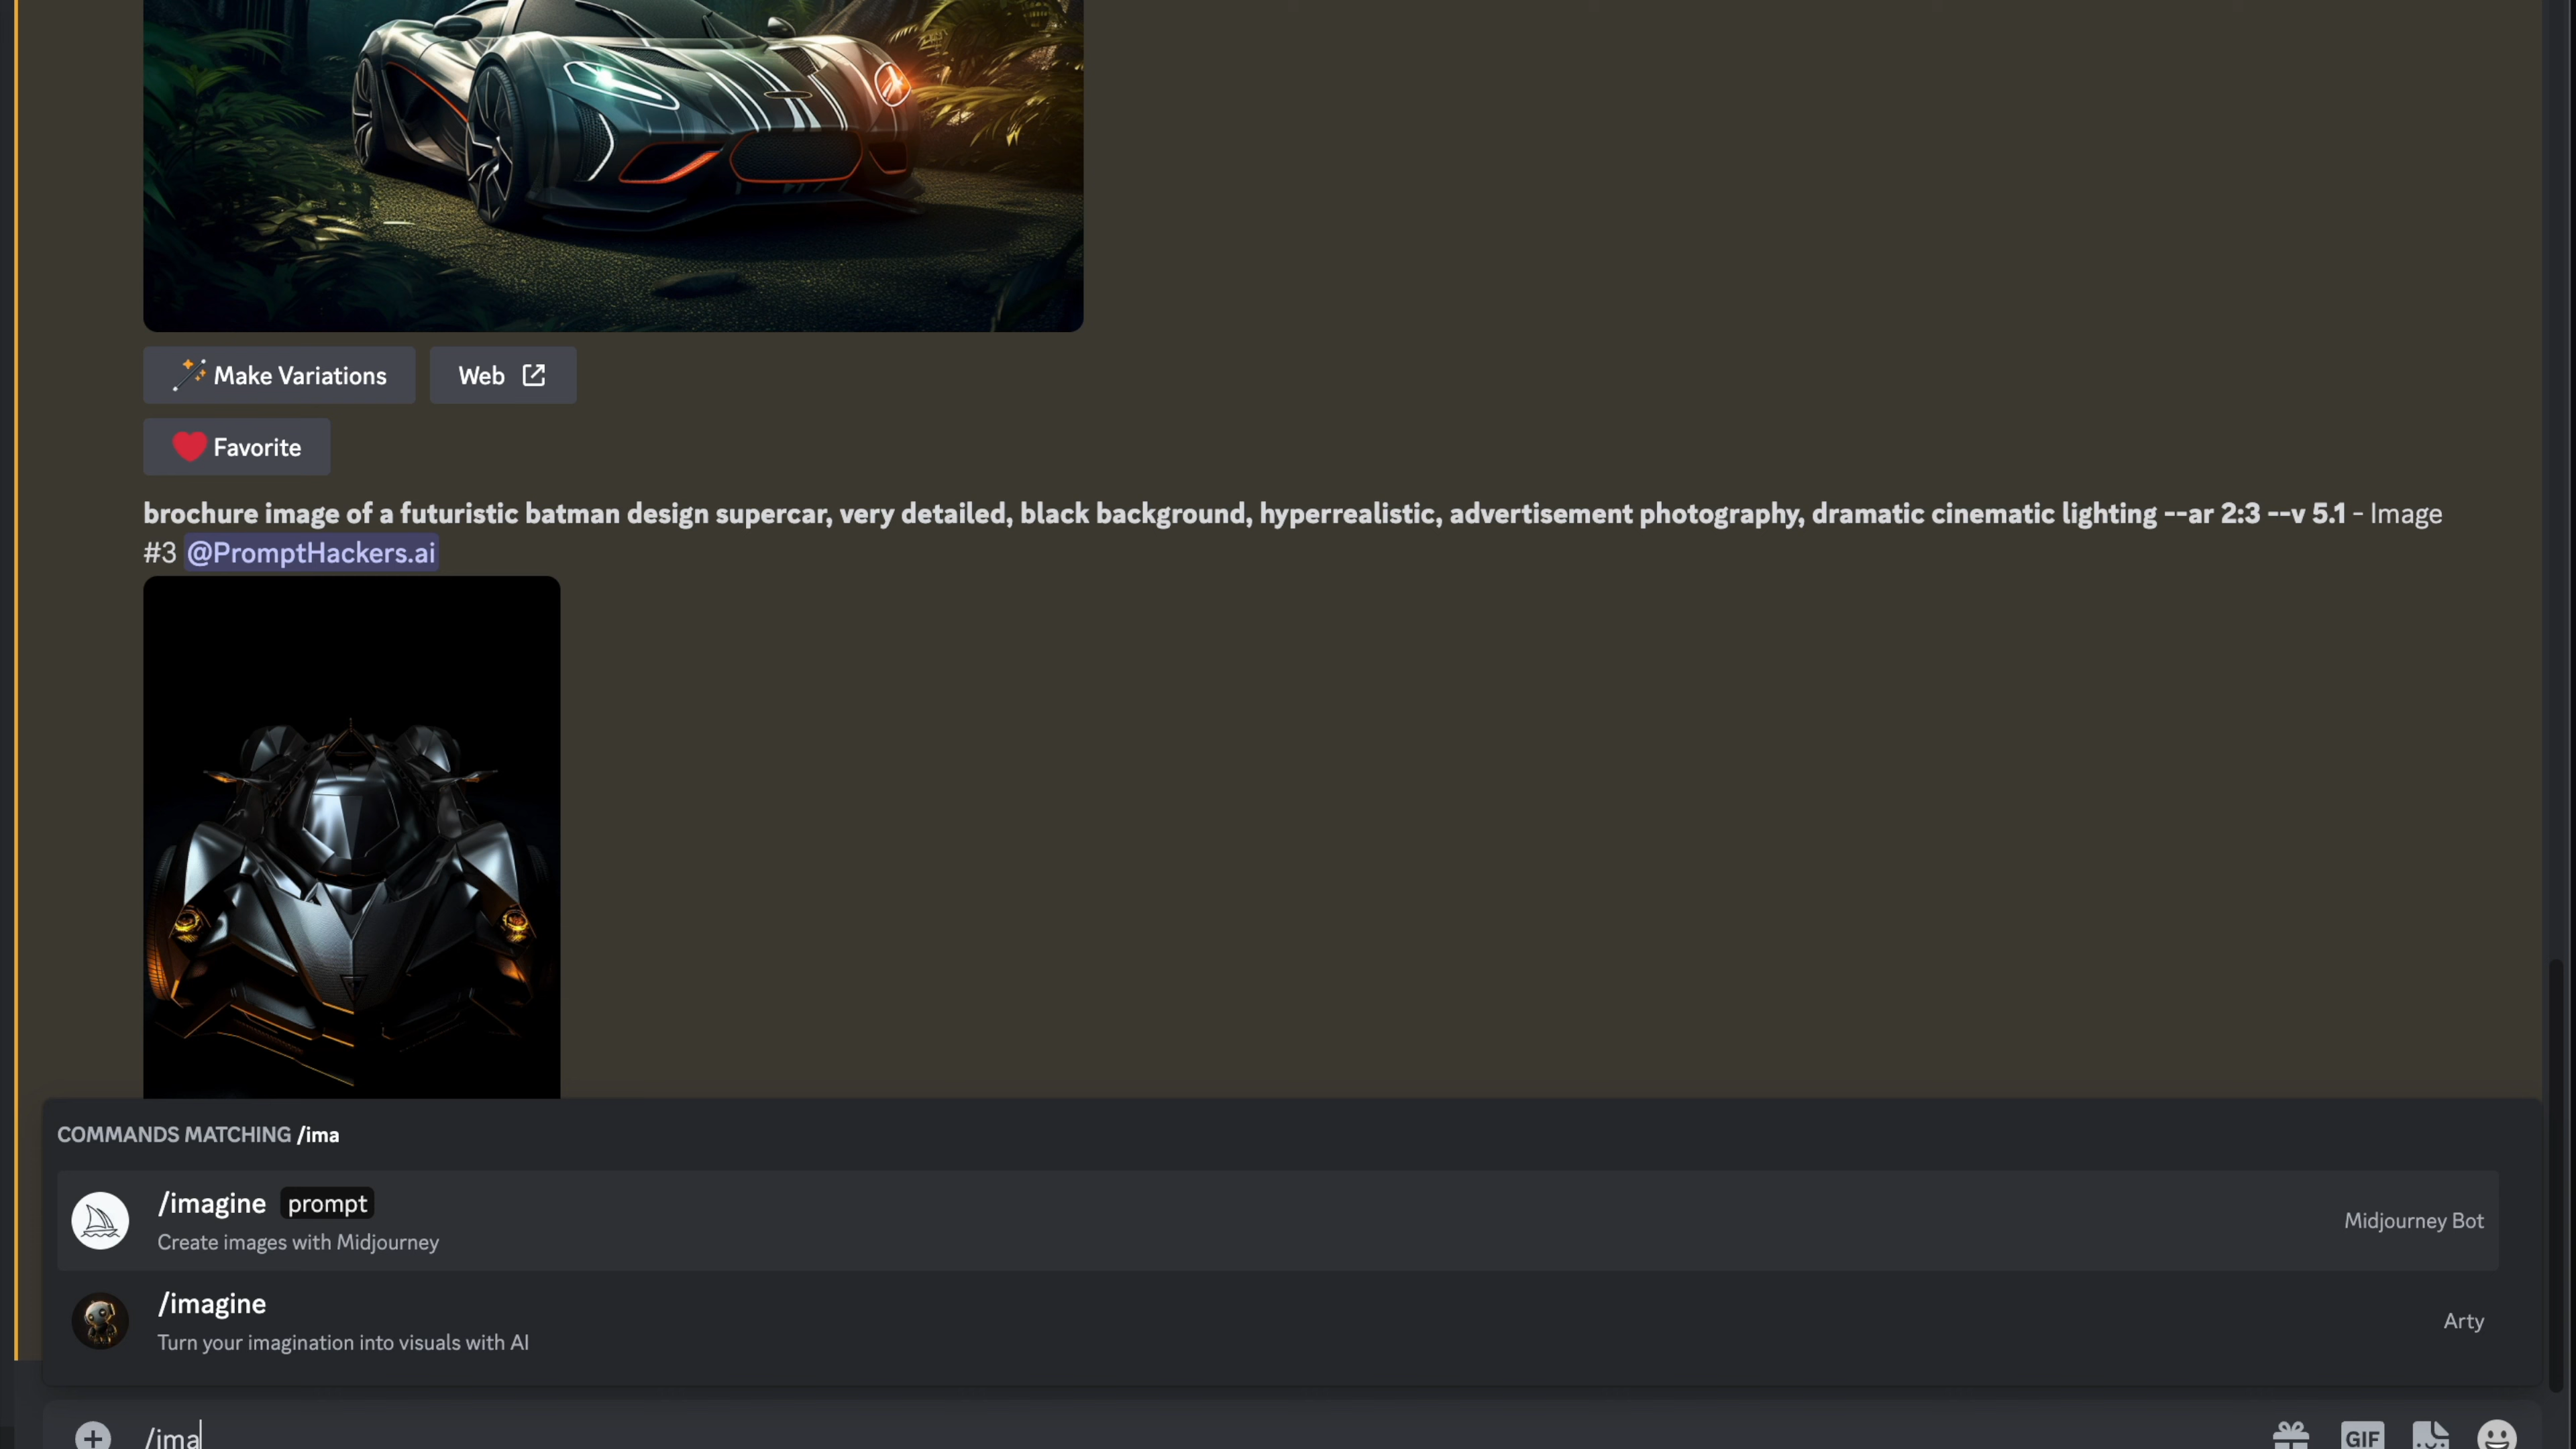 Make Variations
Web
Favorite
brochure image of a futuristic batman design supercar, very detailed, black background, hyperrealistic, advertisement photography, dramatic cinematic lighting --ar 2:3 --v 5.1 - Image
#3 @PromptHackers.ai
COMMANDS MATCHING /ima
/imagine prompt
Create images with Midjourney
Midjourney Bot
/imagine
Turn your imagination into visuals with AI
Arty
/ima
GIF